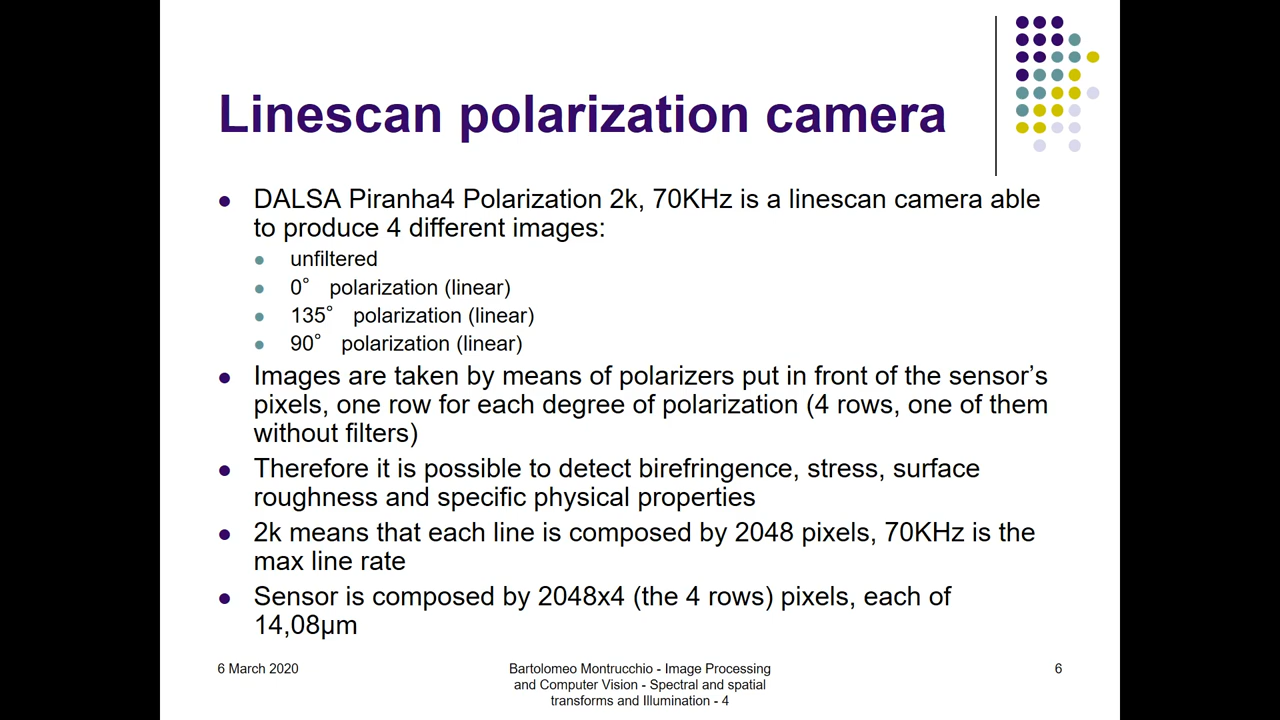 Linescan polarization camera
DALSA Piranha4 Polarization 2k, 70KHz is a linescan camera able
to produce 4 different images:
unfiltered
0° polarization (linear)
135° polarization (linear)
90° polarization (linear)
Images are taken by means of polarizers put in front of the sensor's
pixels, one row for each degree of polarization (4 rows, one of them
without filters)
Therefore it is possible to detect birefringence, stress, surface
roughness and specific physical properties
2k means that each line is composed by 2048 pixels, 70KHz is the
max line rate
Sensor is composed by 2048x4 (the 4 rows) pixels, each of
14,08µm
6 March 2020
Bartolomeo Montrucchio - Image Processing
and Computer Vision - Spectral and spatial
transforms and Illumination - 4
6